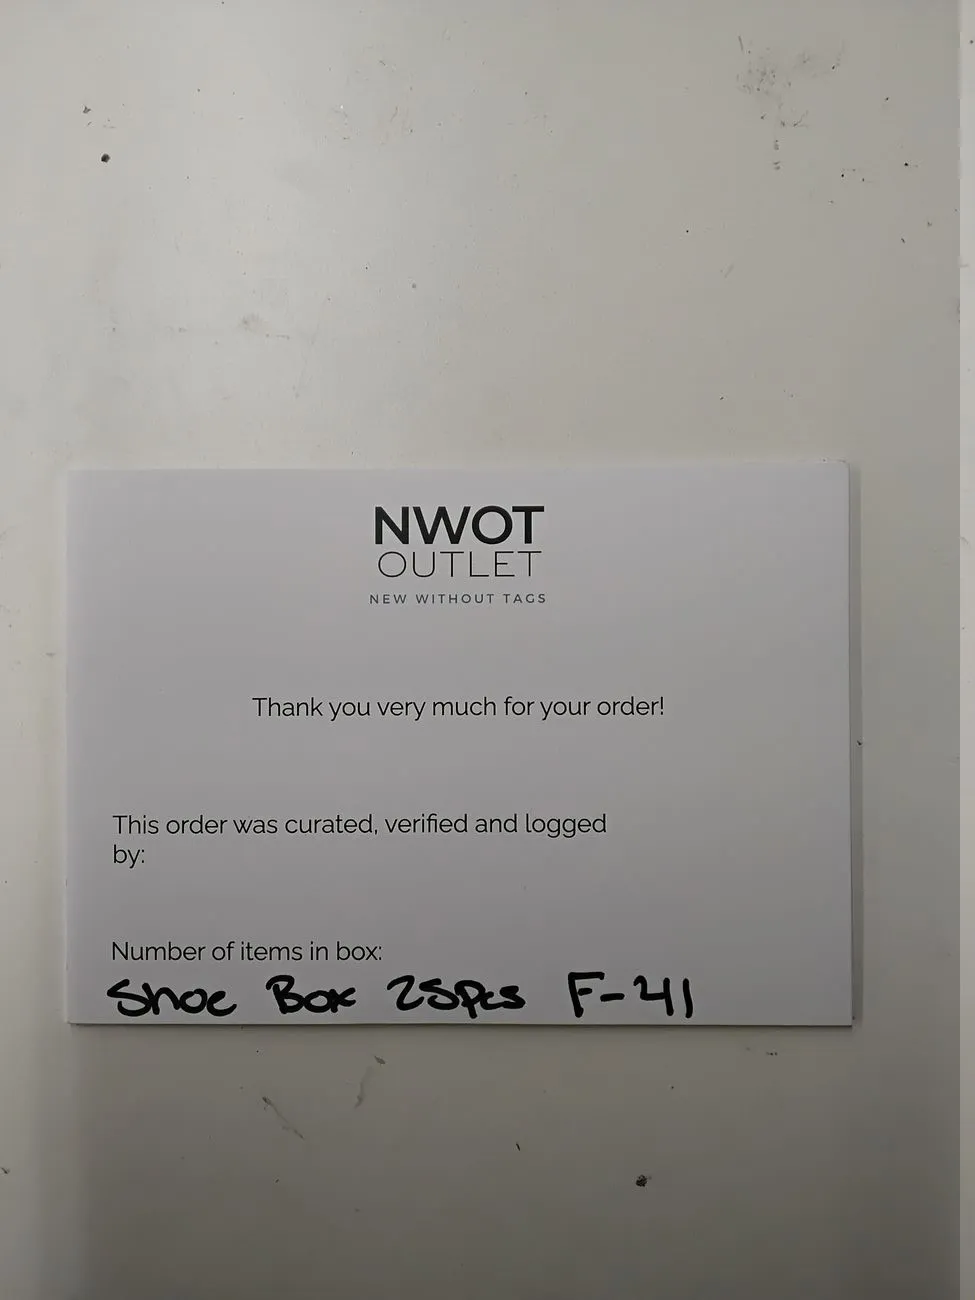 NWOT
OUTLET
NEW WITHOUT TAGS
Thank you very much for your order!
This order was curated, verified and logged
by:
Number of items in box:
Shoe Box 25pcs F-41